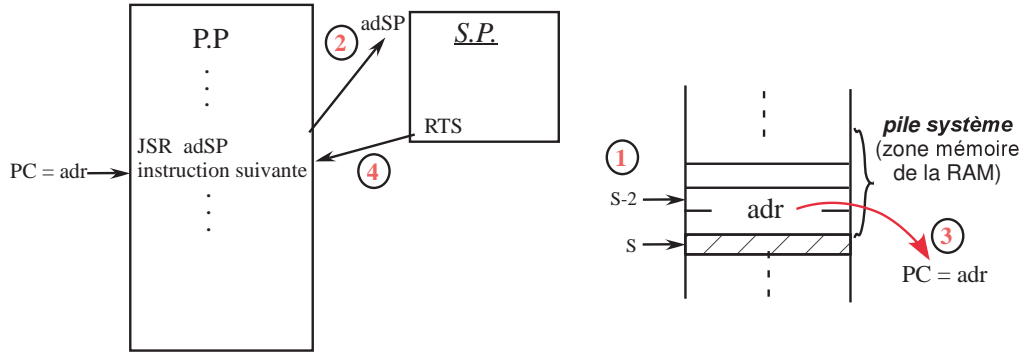 P.P
JSR adSP
instruction suivante
PC = adr
2
adSP
S.P.
RTS
4
1
S-2
adr
S
pile système
(zone mémoire
de la RAM)
3
PC = adr